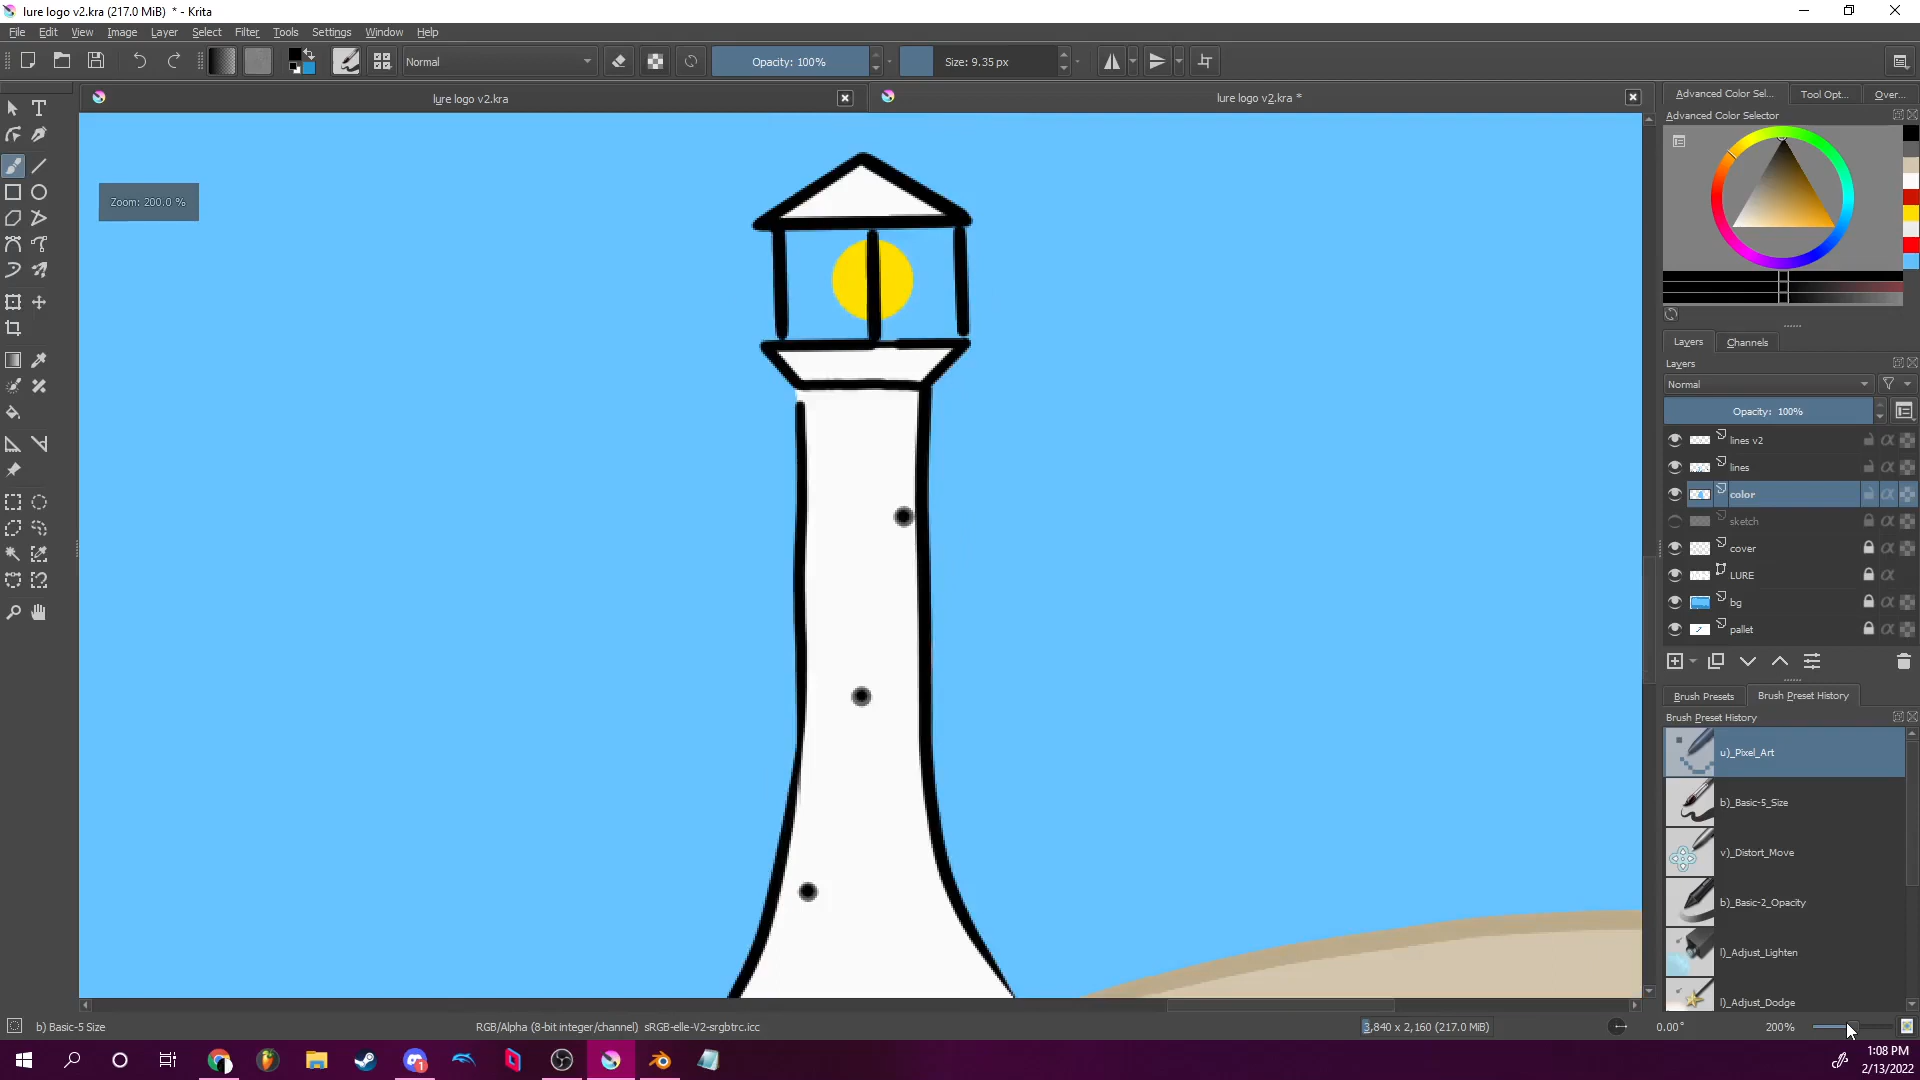 lure logo v2.kra (217.0 MiB) * - Krita
File Edit View Image Layer Select Filter Tools Settings Window Help
Normal
Opacity: 100%
Size: 9.35 px
lure logo v2.kra
lure logo v2.kra *
Advanced Color Sel... Tool Opt... Over...
Advanced Color Selector
Zoom: 200.0 %
Layers Channels
Layers
Normal
Opacity: 100%
lines v2
lines
color
sketch
cover
LURE
bg
pallet
Brush Presets Brush Preset History
Brush Preset History
u)_Pixel_Art
b)_Basic-5_Size
v)_Distort_Move
b)_Basic-2_Opacity
l)_Adjust_Lighten
l)_Adjust_Dodge
b) Basic-5 Size
RGB/Alpha (8-bit integer/channel) sRGB-elle-V2-srgbtrc.icc
3,840 x 2,160 (217.0 MiB)
0.00°
200%
1
1:08 PM
2/13/2022